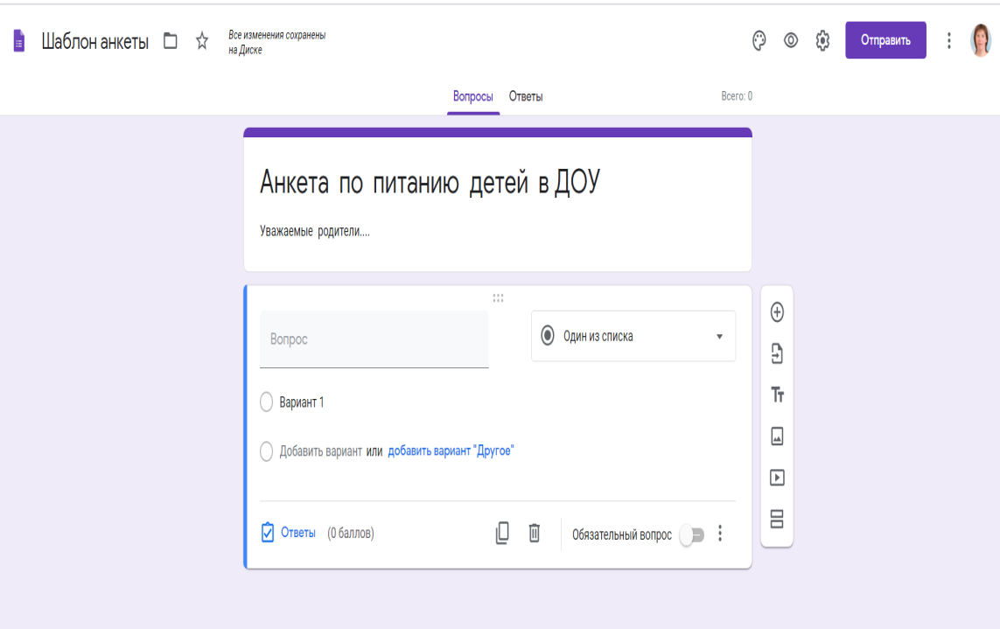 Шаблон анкеты
Все изменения сохранены
на Диске
Отправить
Вопросы Ответы
Всего: 0
Анкета по питанию детей в ДОУ
Уважаемые родители....
Вопрос
Один из списка
Вариант 1
Добавить вариант или добавить вариант "Другое"
Ответы (0 баллов)
Обязательный вопрос
Тт